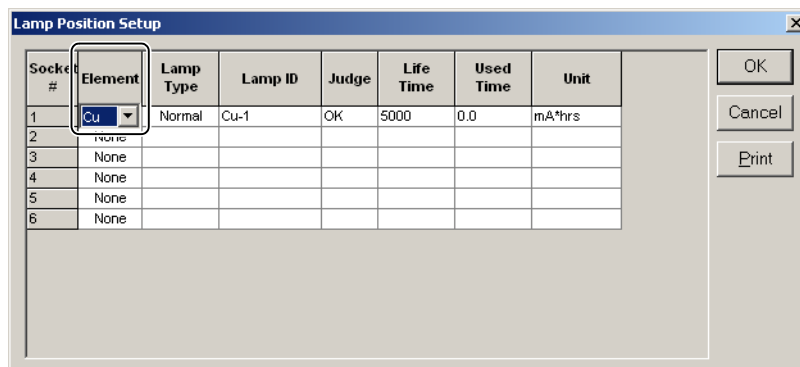 Lamp Position Setup
Socket # Element Lamp Type Lamp ID Judge Life Time Used Time Unit
1 Cu Normal Cu-1 OK 5000 0.0 mA*hrs
2 None
3 None
4 None
5 None
6 None
OK
Cancel
Print